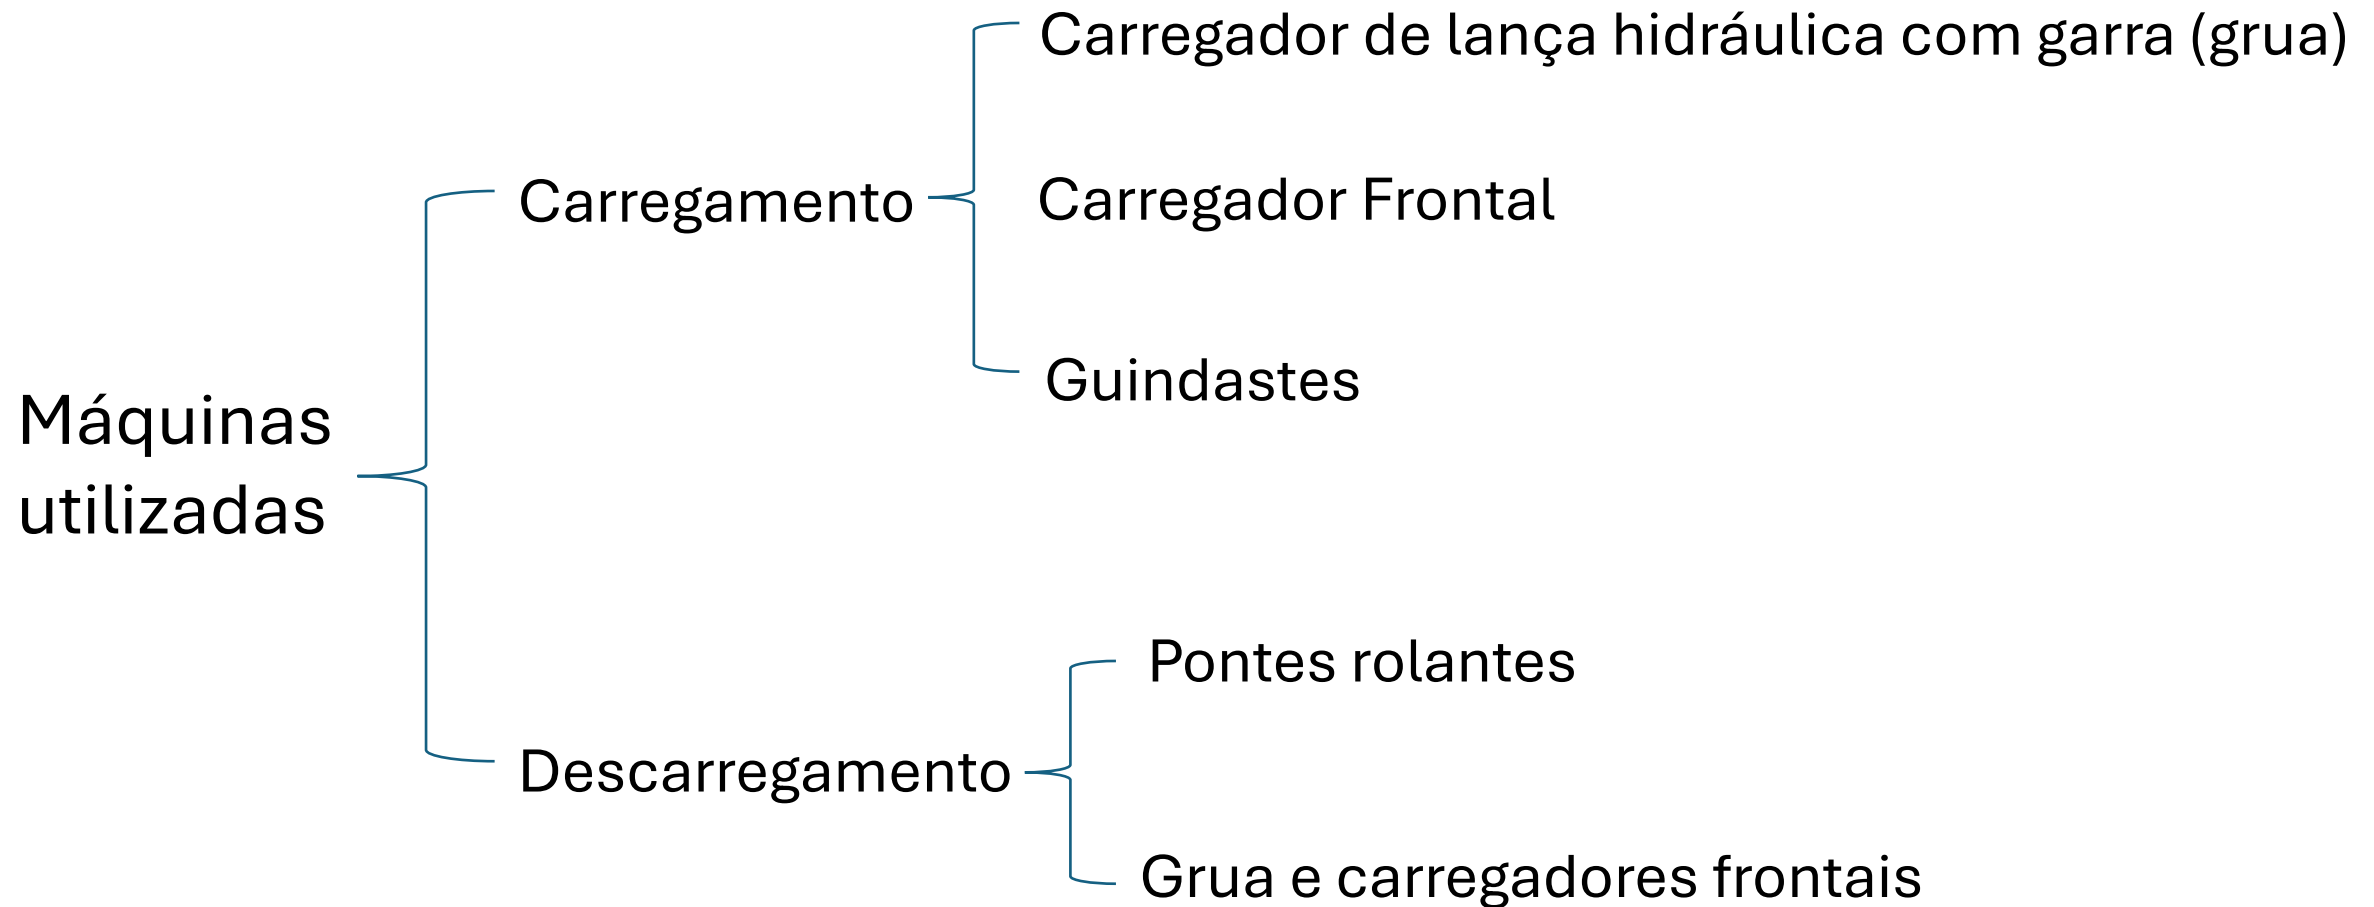 Carregador de lança hidráulica com garra (grua)
Carregamento
Carregador Frontal
Guindastes
Máquinas
utilizadas
Pontes rolantes
Descarregamento
Grua e carregadores frontais